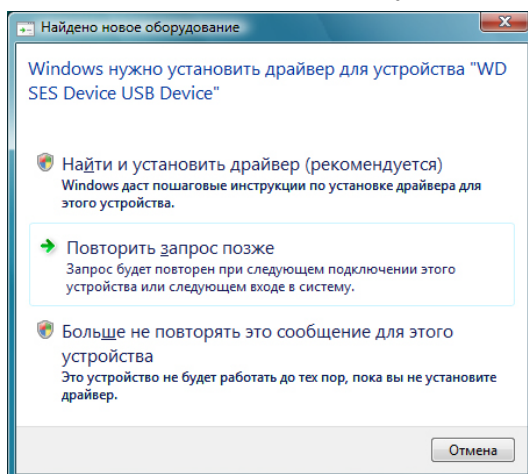 Найдено новое оборудование
Windows нужно установить драйвер для устройства "WD
SES Device USB Device"
Найти и установить драйвер (рекомендуется)
Windows даст пошаговые инструкции по установке драйвера для
этого устройства.
Повторить запрос позже
Запрос будет повторен при следующем подключении этого
устройства или следующем входе в систему.
Больше не повторять это сообщение для этого
устройства
Это устройство не будет работать до тех пор, пока вы не установите
драйвер.
Отмена